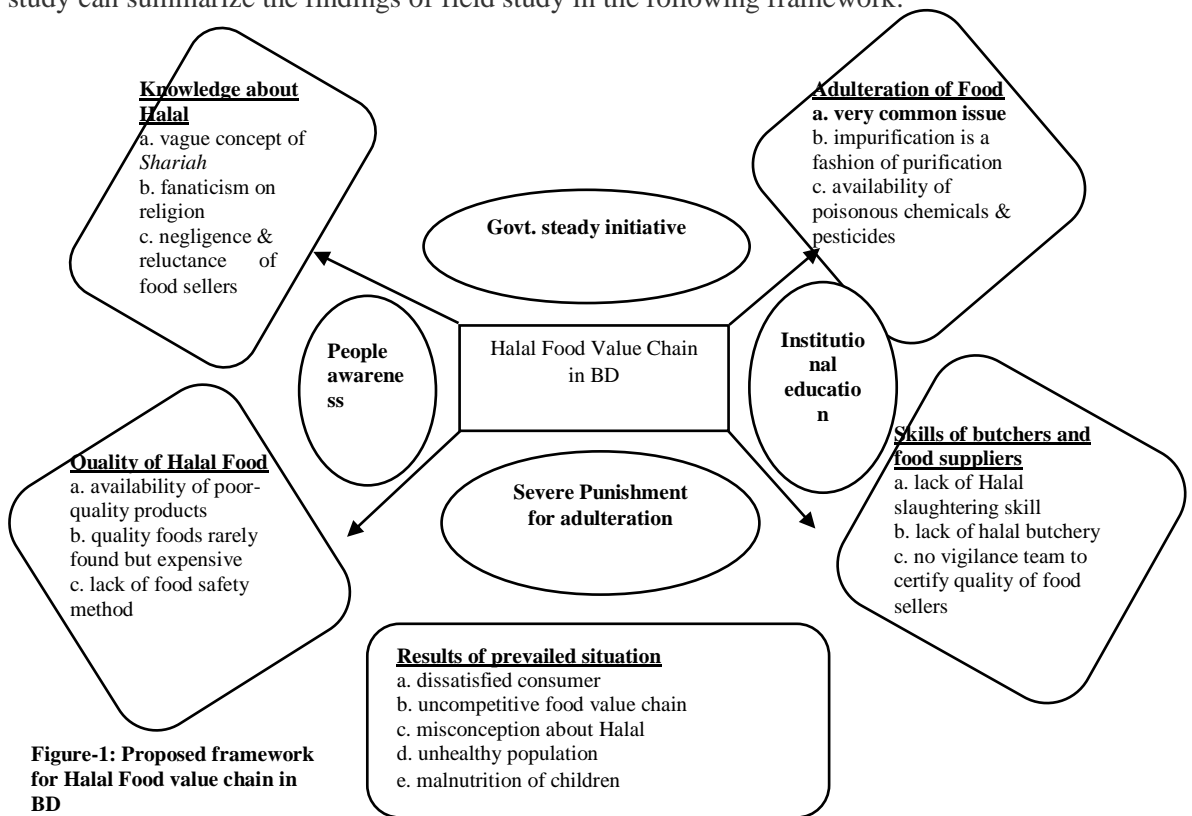 study can summarize the findings of field study in the following framework.
Knowledge about
Halal
a. vague concept of
Shariah
b. fanaticism on
religion
c. negligence &
reluctance of
food sellers
Adulteration of Food
a. very common issue
b. impurification is a
fashion of purification
c. availability of
poisonous chemicals &
pesticides
Govt. steady initiative
People
awarene
ss
Halal Food Value Chain
in BD
Institutio
nal
educatio
n
Quality of Halal Food
a. availability of poor-
quality products
b. quality foods rarely
found but expensive
c. lack of food safety
method
Severe Punishment
for adulteration
Skills of butchers and
food suppliers
a. lack of Halal
slaughtering skill
b. lack of halal butchery
c. no vigilance team to
certify quality of food
sellers
Results of prevailed situation
a. dissatisfied consumer
b. uncompetitive food value chain
c. misconception about Halal
d. unhealthy population
e. malnutrition of children
Figure-1: Proposed framework
for Halal Food value chain in
BD